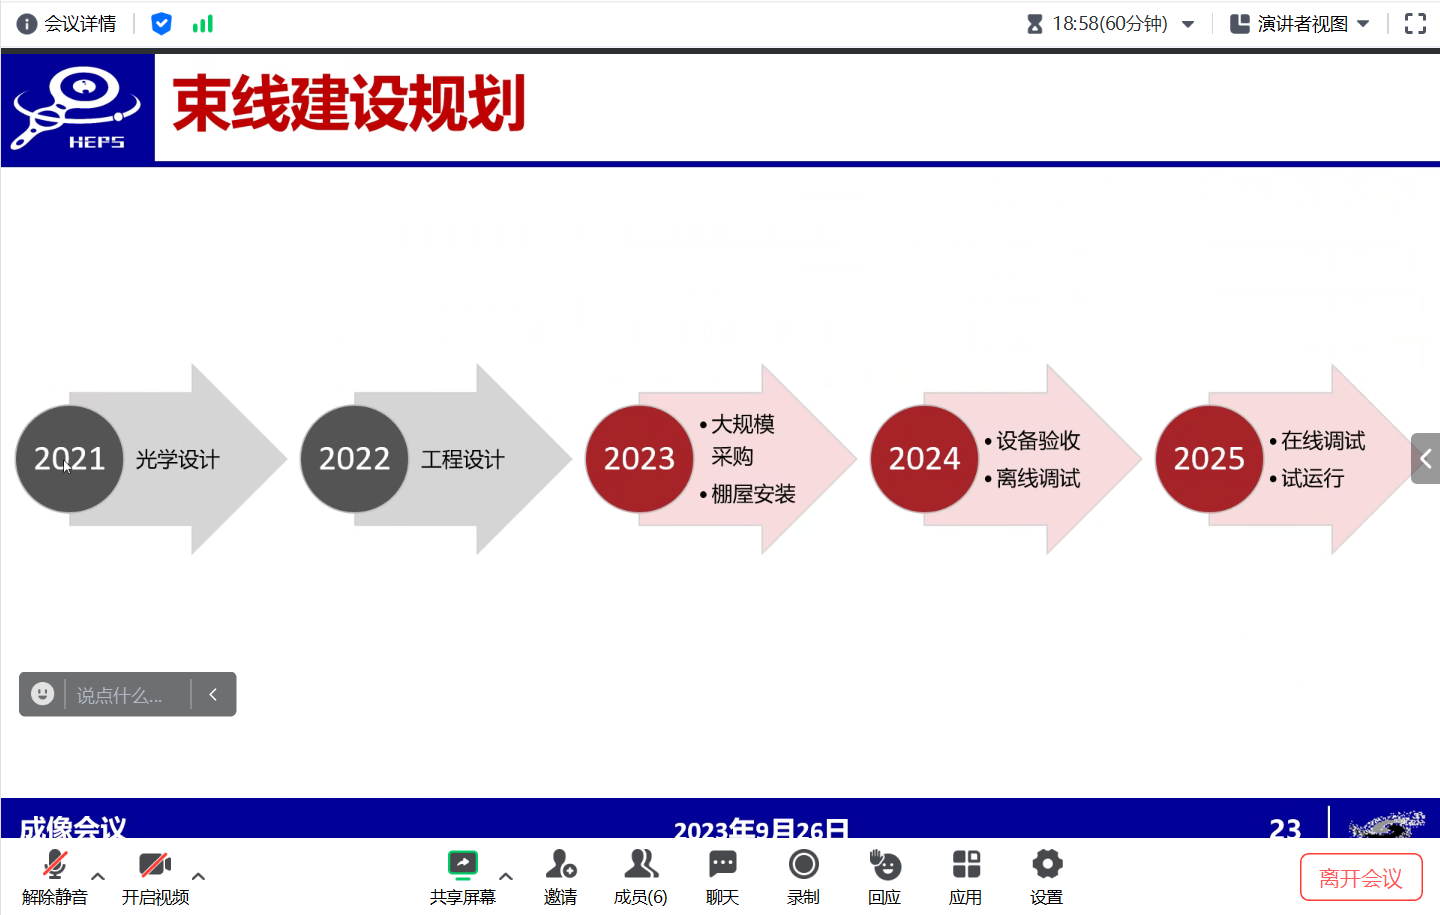 会议详情
18:58(60分钟)
演讲者视图
HEPS
束线建设规划
2021
光学设计
2022
工程设计
2023
•大规模
采购
•棚屋安装
2024
•设备验收
•离线调试
2025
•在线调试
•试运行
说点什么...
成像会议
2023年9月26日
23
解除静音
开启视频
共享屏幕
邀请
成员(6)
聊天
录制
回应
应用
设置
离开会议